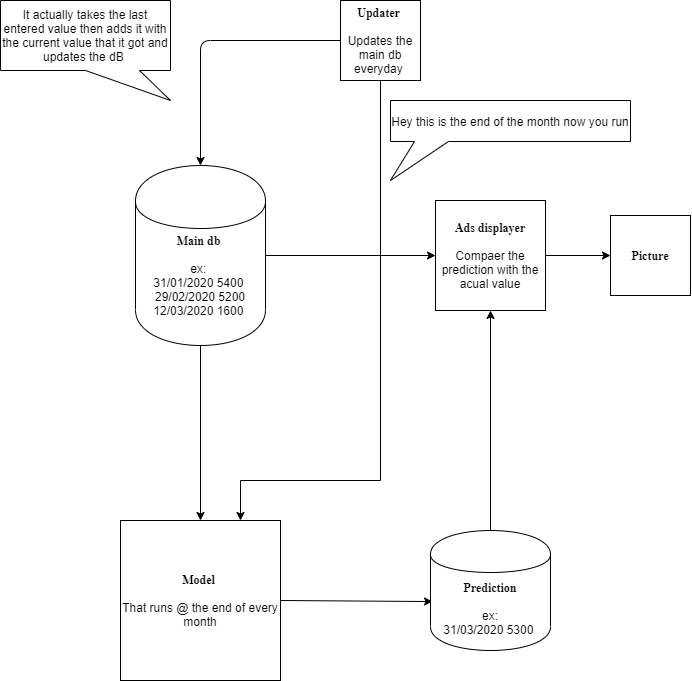 It actually takes the last
entered value then adds it with
the current value that it got and
updates the dB
Updater
Updates the
main db
everyday
Hey this is the end of the month now you run
Main db
ex:
31/01/2020 5400
29/02/2020 5200
12/03/2020 1600
Ads displayer
Compaer the
prediction with the
acual value
Picture
Model
That runs @ the end of every
month
Prediction
ex:
31/03/2020 5300